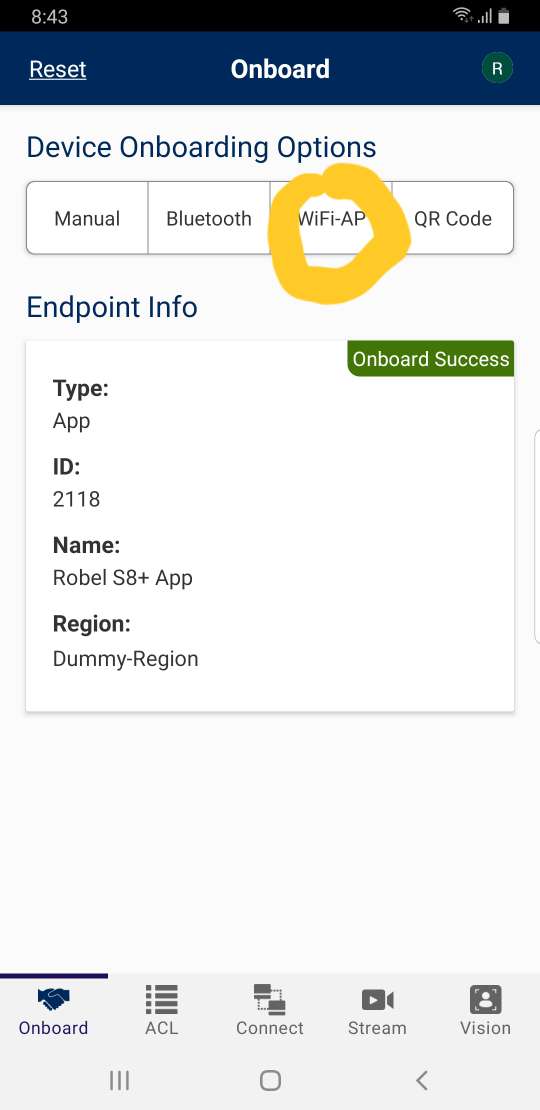 8:43
Reset Onboard R
Device Onboarding Options
Manual Bluetooth WiFi-AP QR Code
Endpoint Info
Onboard Success
Type:
App
ID:
2118
Name:
Robel S8+ App
Region:
Dummy-Region
Onboard ACL Connect Stream Vision